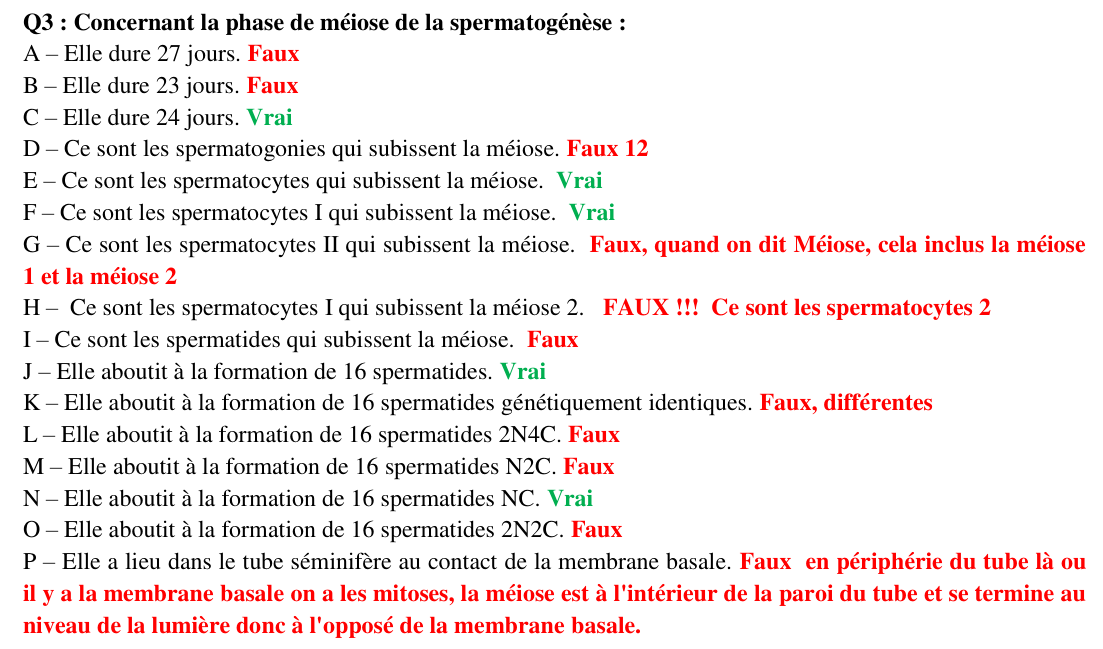 Q3 : Concernant la phase de méiose de la spermatogénèse :
A – Elle dure 27 jours. Faux
B – Elle dure 23 jours. Faux
C – Elle dure 24 jours. Vrai
D – Ce sont les spermatogonies qui subissent la méiose. Faux 12
E – Ce sont les spermatocytes qui subissent la méiose. Vrai
F – Ce sont les spermatocytes I qui subissent la méiose. Vrai
G – Ce sont les spermatocytes II qui subissent la méiose. Faux, quand on dit Méiose, cela inclus la méiose
1 et la méiose 2
H – Ce sont les spermatocytes I qui subissent la méiose 2. FAUX !!! Ce sont les spermatocytes 2
I – Ce sont les spermatides qui subissent la méiose. Faux
J – Elle aboutit à la formation de 16 spermatides. Vrai
K – Elle aboutit à la formation de 16 spermatides génétiquement identiques. Faux, différentes
L – Elle aboutit à la formation de 16 spermatides 2N4C. Faux
M – Elle aboutit à la formation de 16 spermatides N2C. Faux
N – Elle aboutit à la formation de 16 spermatides NC. Vrai
O – Elle aboutit à la formation de 16 spermatides 2N2C. Faux
P – Elle a lieu dans le tube séminifère au contact de la membrane basale. Faux en périphérie du tube là ou
il y a la membrane basale on a les mitoses, la méiose est à l'intérieur de la paroi du tube et se termine au
niveau de la lumière donc à l'opposé de la membrane basale.